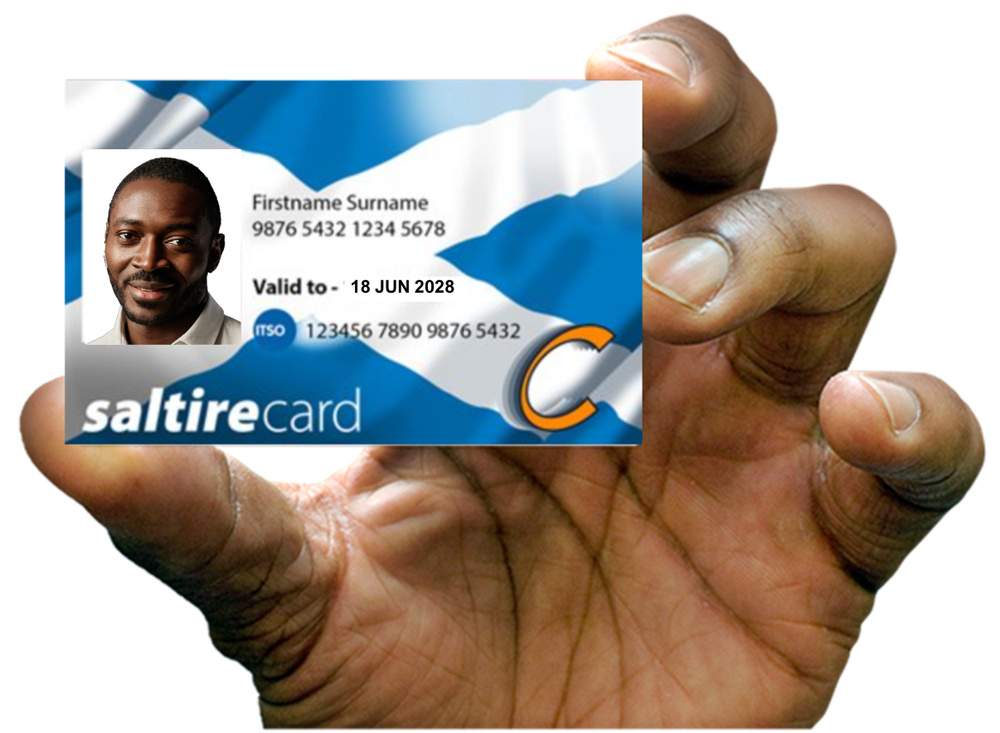 Firstname Surname
9876 5432 1234 5678
Valid to - 18 JUN 2028
ITSO 123456 7890 9876 5432
saltirecard